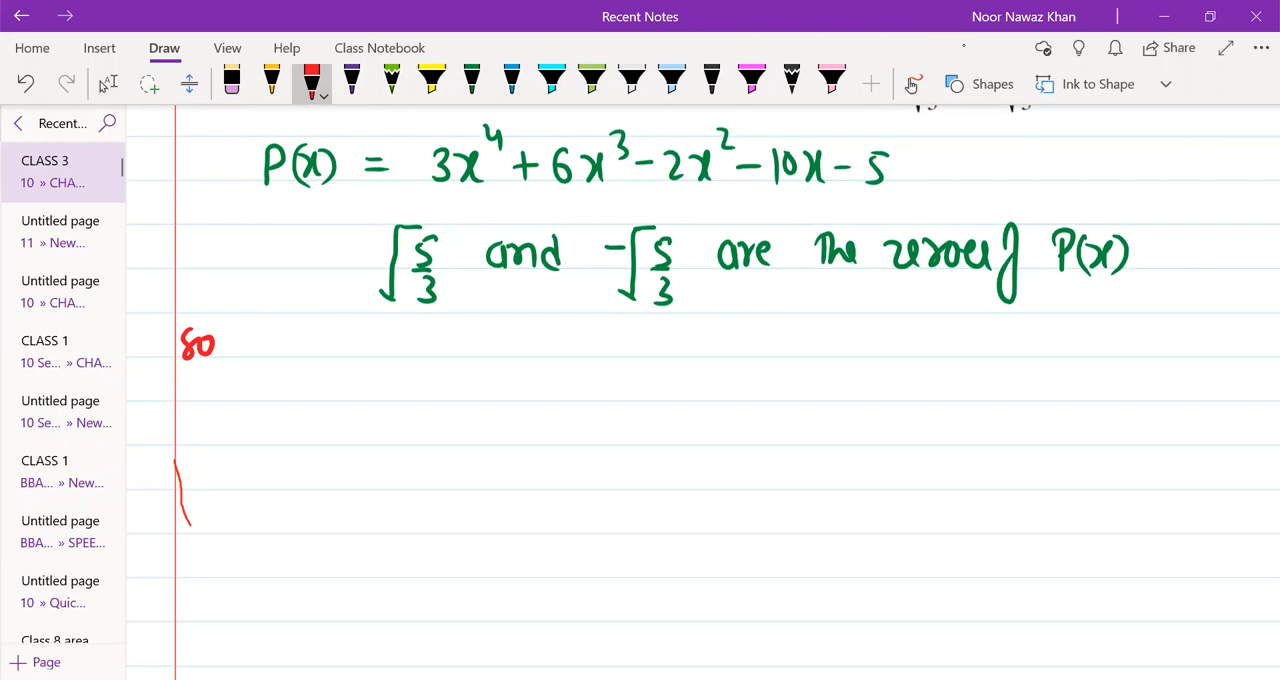 Recent Notes
Noor Nawaz Khan
Home Insert Draw View Help Class Notebook
Share
Shapes
Ink to Shape
Recent...
CLASS 3
10 » CHA...
Untitled page
11 » New...
Untitled page
10 » CHA...
CLASS 1
10 Se... » CHA...
Untitled page
10 Se... » New...
CLASS 1
BBA... » New...
Untitled page
BBA... » SPEE...
Untitled page
10 » Quic...
Class 8 area
Page
P(x) = 3x⁴ + 6x³ - 2x² - 10x - 5
√5/3 and -√5/3 are the zeroes of P(x)
so